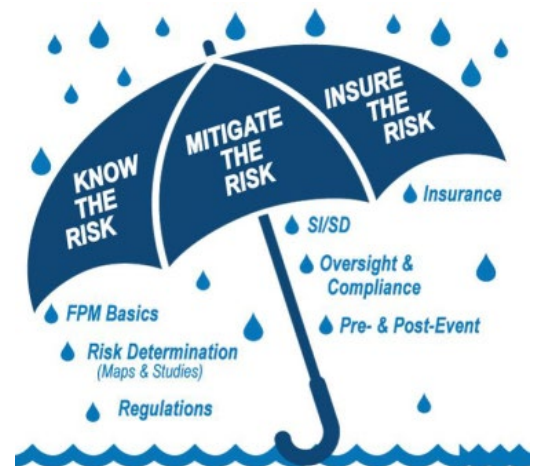 KNOW
THE
RISK
MITIGATE
THE
RISK
INSURE
THE
RISK
FPM Basics
Risk Determination
(Maps & Studies)
Regulations
SI/SD
Oversight &
Compliance
Pre- & Post-Event
Insurance